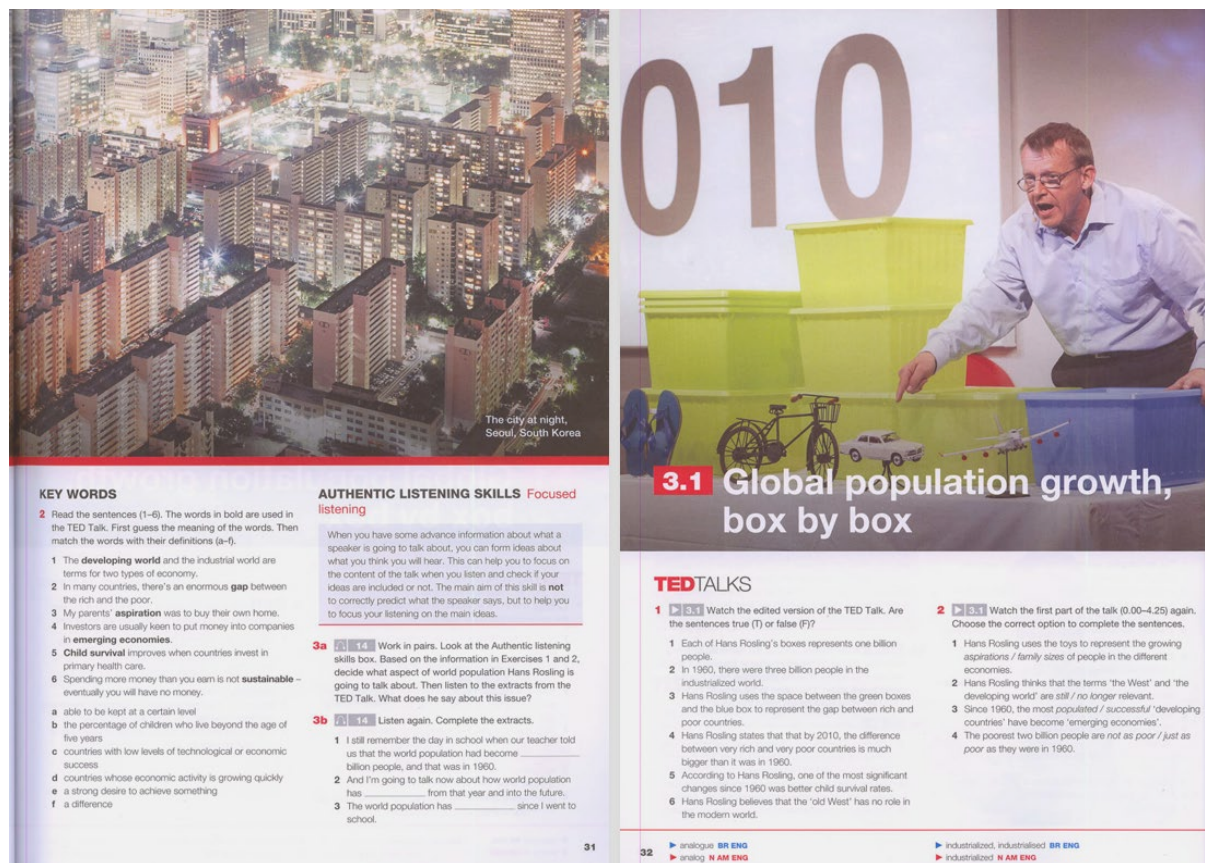 The city at night,
Seoul, South Korea
KEY WORDS
2 Read the sentences (1–6). The words in bold are used in
the TED Talk. First guess the meaning of the words. Then
match the words with their definitions (a–f).
1 The developing world and the industrial world are
terms for two types of economy.
2 In many countries, there's an enormous gap between
the rich and the poor.
3 My parents' aspiration was to buy their own home.
4 Investors are usually keen to put money into companies
in emerging economies.
5 Child survival improves when countries invest in
primary health care.
6 Spending more money than you earn is not sustainable –
eventually you will have no money.
a able to be kept at a certain level
b the percentage of children who live beyond the age of
five years
c countries with low levels of technological or economic
success
d countries whose economic activity is growing quickly
e a strong desire to achieve something
f a difference
AUTHENTIC LISTENING SKILLS Focused
listening
When you have some advance information about what a
speaker is going to talk about, you can form ideas about
what you think you will hear. This can help you to focus on
the content of the talk when you listen and check if your
ideas are included or not. The main aim of this skill is not
to correctly predict what the speaker says, but to help you
to focus your listening on the main ideas.
3a 14 Work in pairs. Look at the Authentic listening
skills box. Based on the information in Exercises 1 and 2,
decide what aspect of world population Hans Rosling is
going to talk about. Then listen to the extracts from the
TED Talk. What does he say about this issue?
3b 14 Listen again. Complete the extracts.
1 I still remember the day in school when our teacher told
us that the world population had become ____________
billion people, and that was in 1960.
2 And I'm going to talk now about how world population
has ____________ from that year and into the future.
3 The world population has ____________ since I went to
school.
31
010
3.1 Global population growth,
box by box
TEDTALKS
1 3.1 Watch the edited version of the TED Talk. Are
the sentences true (T) or false (F)?
1 Each of Hans Rosling's boxes represents one billion
people.
2 In 1960, there were three billion people in the
industrialized world.
3 Hans Rosling uses the space between the green boxes
and the blue box to represent the gap between rich and
poor countries.
4 Hans Rosling states that that by 2010, the difference
between very rich and very poor countries is much
bigger than it was in 1960.
5 According to Hans Rosling, one of the most significant
changes since 1960 was better child survival rates.
6 Hans Rosling believes that the 'old West' has no role in
the modern world.
2 3.1 Watch the first part of the talk (0.00–4.25) again.
Choose the correct option to complete the sentences.
1 Hans Rosling uses the toys to represent the growing
aspirations / family sizes of people in the different
economies.
2 Hans Rosling thinks that the terms 'the West' and 'the
developing world' are still / no longer relevant.
3 Since 1960, the most populated / successful 'developing
countries' have become 'emerging economies'.
4 The poorest two billion people are not as poor / just as
poor as they were in 1960.
32
▶ analogue BR ENG
▶ analog N AM ENG
▶ industrialized, industrialised BR ENG
▶ industrialized N AM ENG